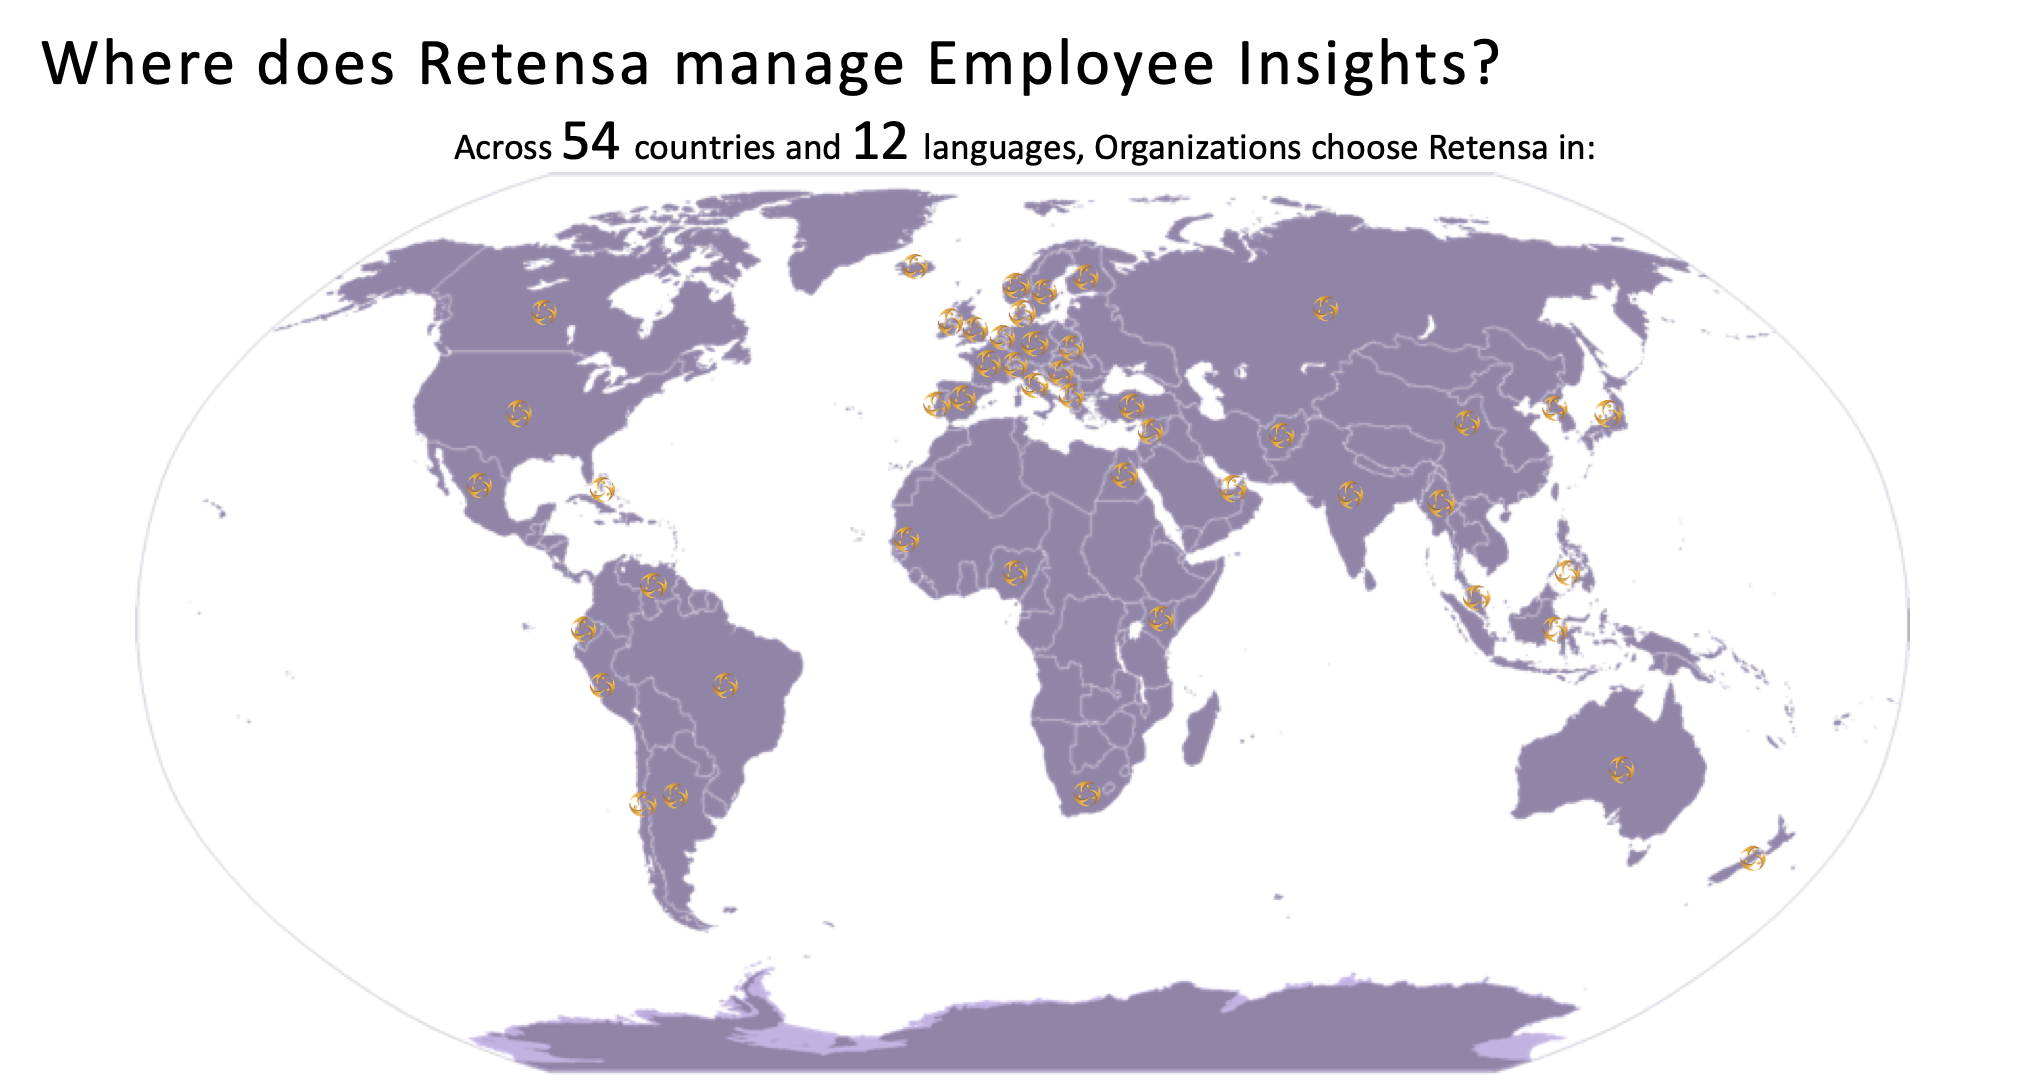 Where does Retensa manage Employee Insights?
Across 54 countries and 12 languages, Organizations choose Retensa in: